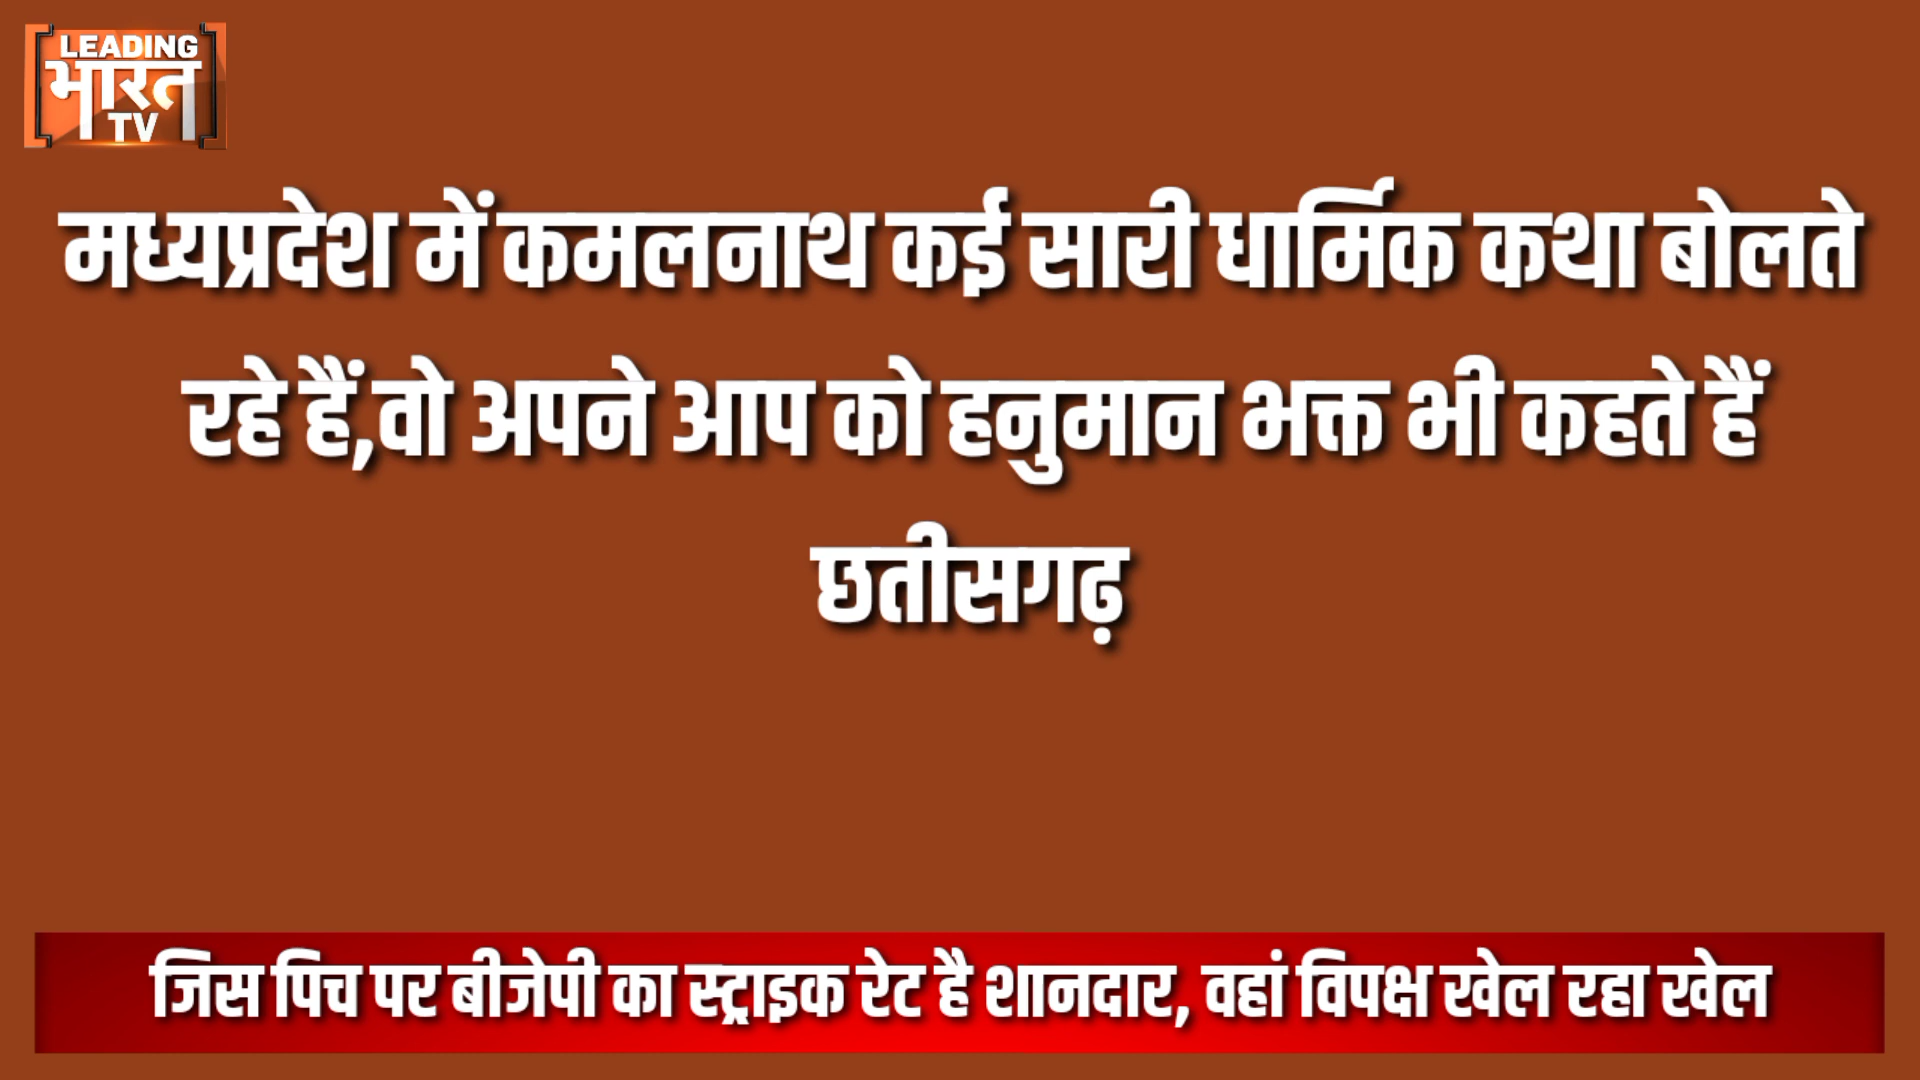 LEADING
भारत
TV
मध्यप्रदेश में कमलनाथ कई सारी धार्मिक कथा बोलते
रहे हैं,वो अपने आप को हनुमान भक्त भी कहते हैं
छतीसगढ़
जिस पिच पर बीजेपी का स्ट्राइक रेट है शानदार, वहां विपक्ष खेल रहा खेल